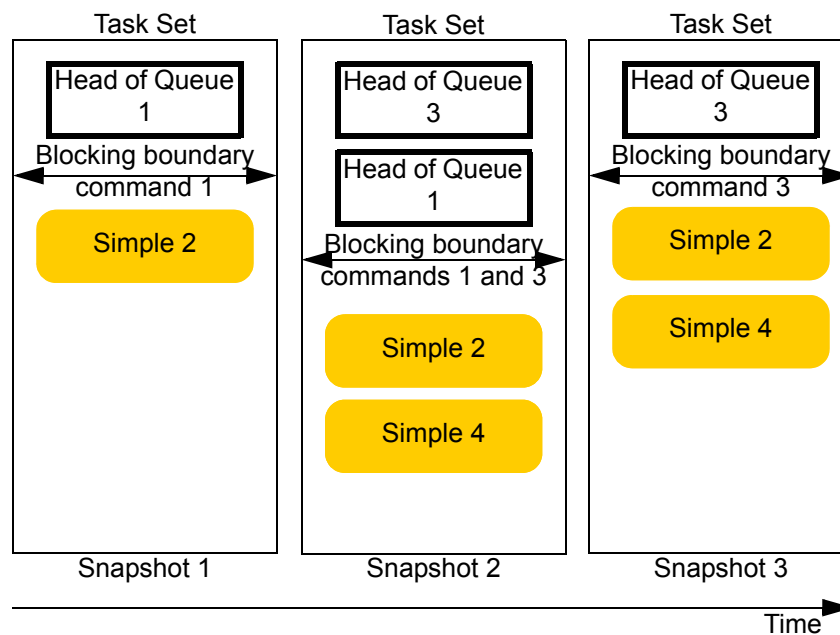 Task Set
Head of Queue
1
Blocking boundary
command 1
Simple 2
Snapshot 1
Task Set
Head of Queue
3
Head of Queue
1
Blocking boundary
commands 1 and 3
Simple 2
Simple 4
Snapshot 2
Task Set
Head of Queue
3
Blocking boundary
command 3
Simple 2
Simple 4
Snapshot 3
Time